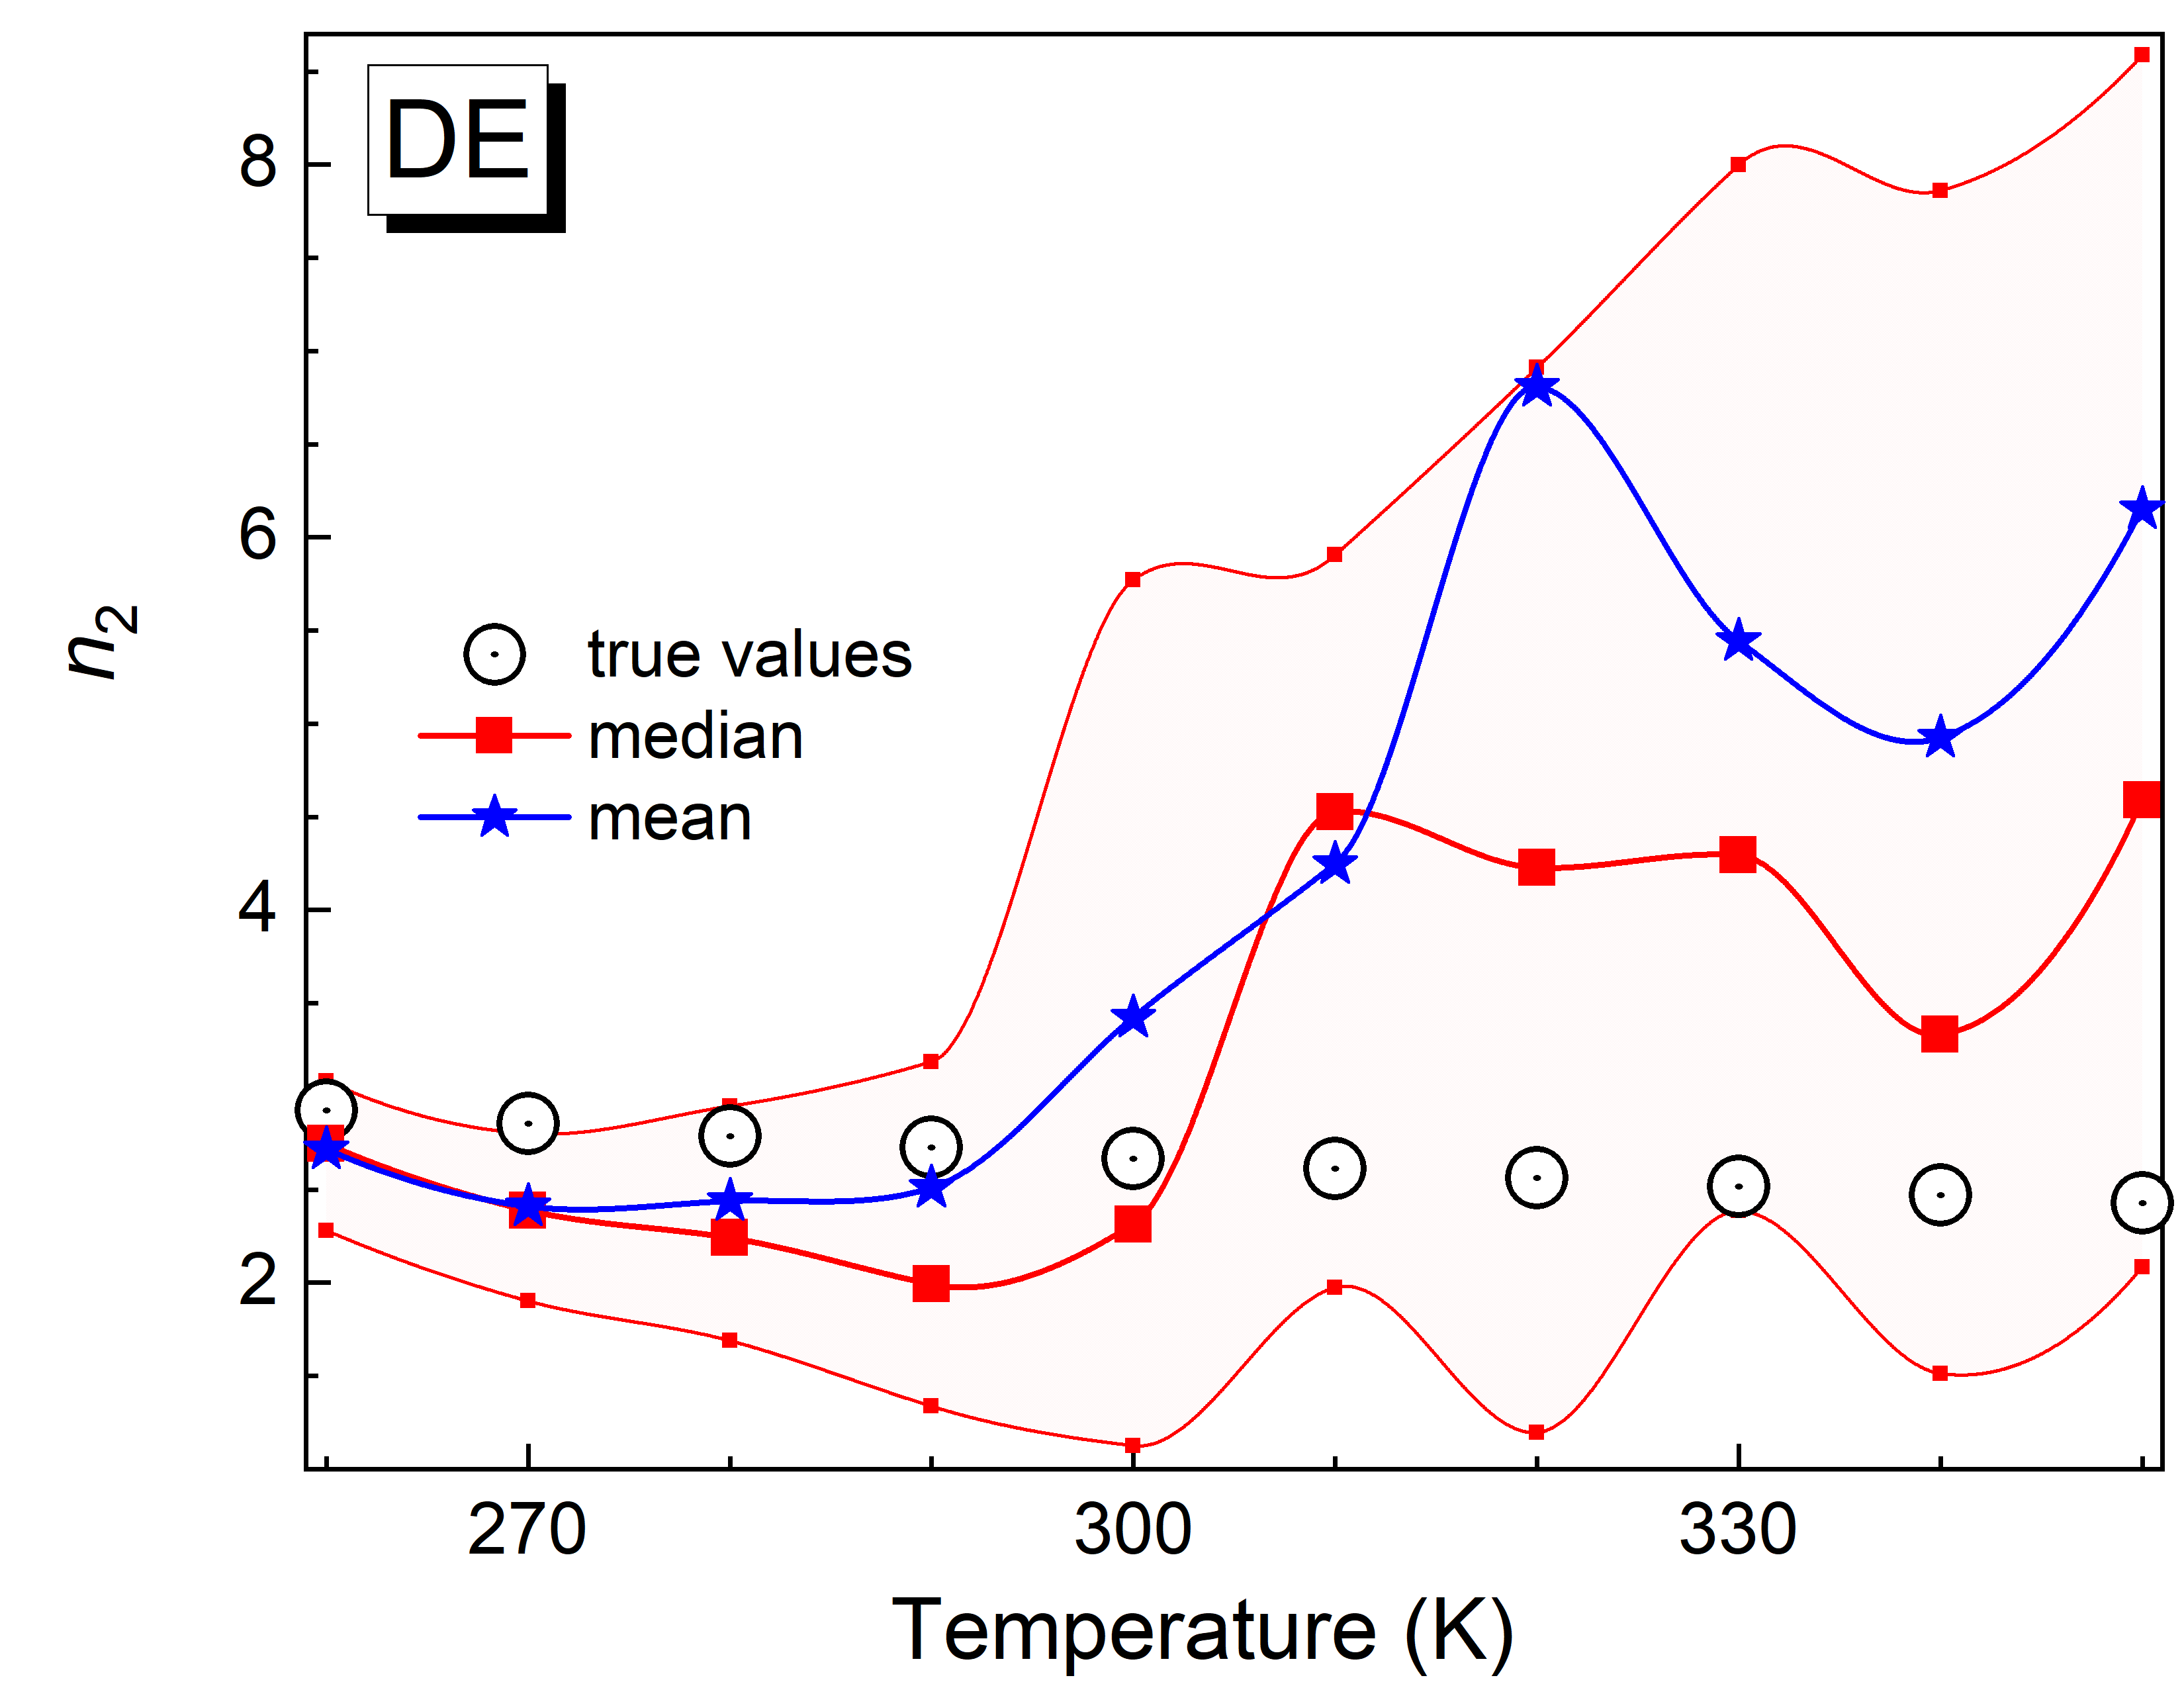 DE
8
6
4
2
n2
true values
median
mean
270 300 330
Temperature (K)